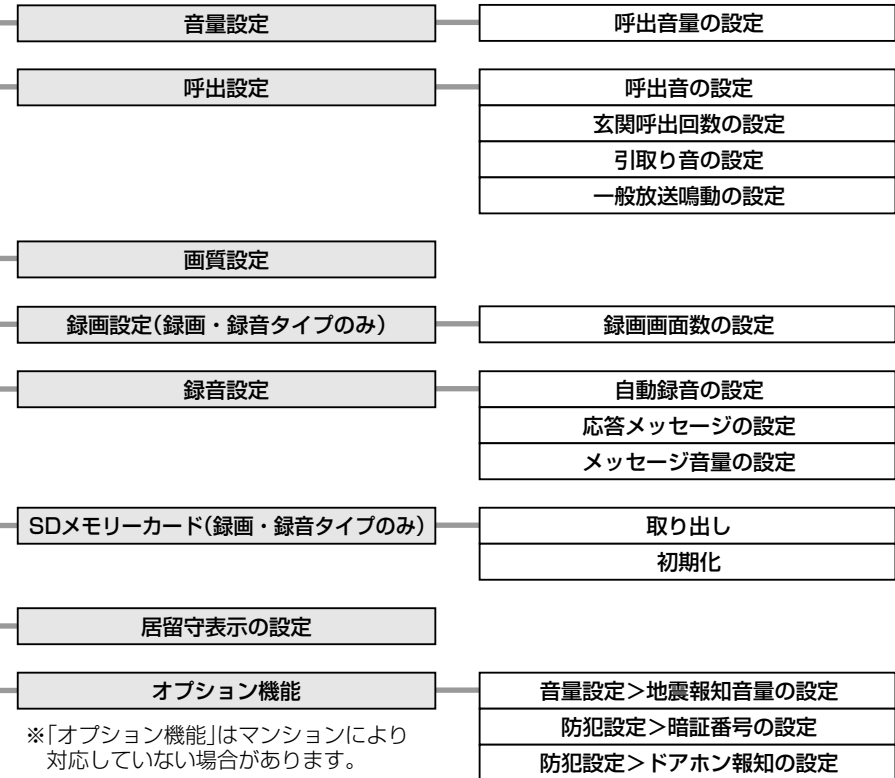 音量設定
呼出音量の設定
呼出設定
呼出音の設定
玄関呼出回数の設定
引取り音の設定
一般放送鳴動の設定
画質設定
録画設定(録画・録音タイプのみ)
録画画面数の設定
録音設定
自動録音の設定
応答メッセージの設定
メッセージ音量の設定
SDメモリーカード(録画・録音タイプのみ)
取り出し
初期化
居留守表示の設定
オプション機能
音量設定>地震報知音量の設定
防犯設定>暗証番号の設定
防犯設定>ドアホン報知の設定
※「オプション機能」はマンションにより
対応していない場合があります。